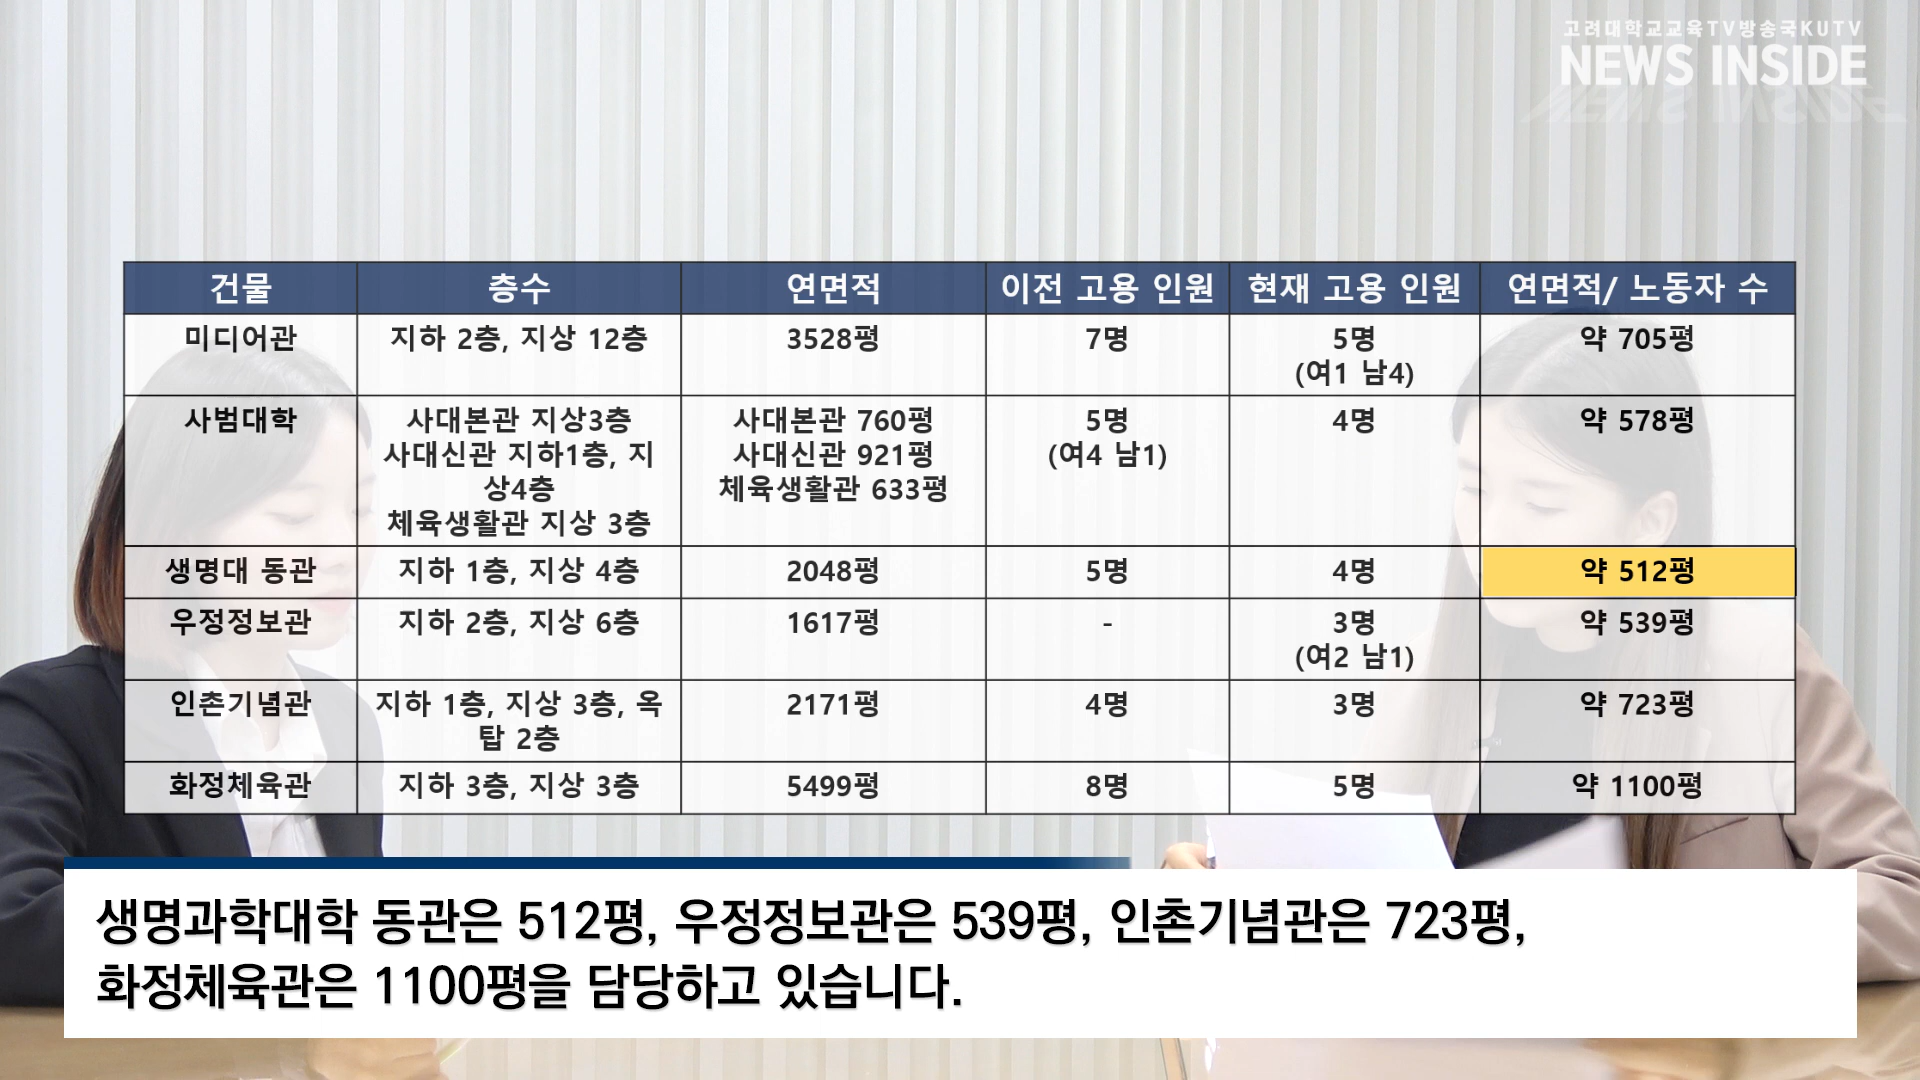 고려대학교교육TV방송국KUTV
NEWS INSIDE
건물 층수 연면적 이전 고용 인원 현재 고용 인원 연면적/ 노동자 수
미디어관 지하 2층, 지상 12층 3528평 7명 5명 약 705평
(여1 남4)
사범대학 사대본관 지상3층 사대본관 760평 5명 4명 약 578평
사대신관 지하1층, 지 사대신관 921평 (여4 남1)
상4층 체육생활관 633평
체육생활관 지상 3층
생명대 동관 지하 1층, 지상 4층 2048평 5명 4명 약 512평
우정정보관 지하 2층, 지상 6층 1617평 - 3명 약 539평
(여2 남1)
인촌기념관 지하 1층, 지상 3층, 옥 2171평 4명 3명 약 723평
탑 2층
화정체육관 지하 3층, 지상 3층 5499평 8명 5명 약 1100평
생명과학대학 동관은 512평, 우정정보관은 539평, 인촌기념관은 723평,
화정체육관은 1100평을 담당하고 있습니다.